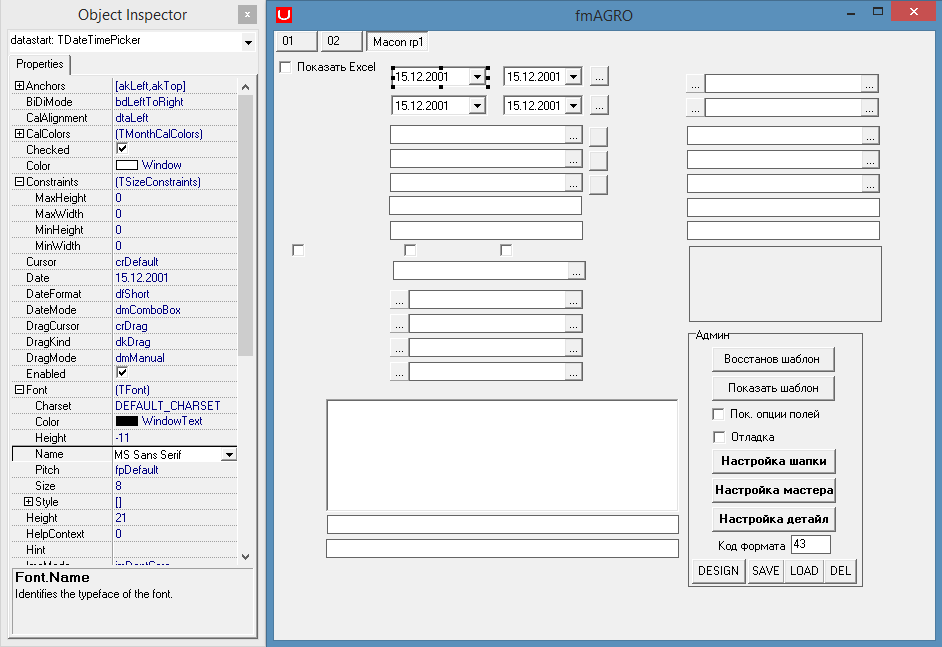 Object Inspector
x
datastart: TDateTimePicker
Properties
Anchors [akLeft,akTop]
BiDiMode bdLeftToRight
CalAlignment dtaLeft
CalColors (TMonthCalColors)
Checked
Color Window
Constraints (TSizeConstraints)
MaxHeight 0
MaxWidth 0
MinHeight 0
MinWidth 0
Cursor crDefault
Date 15.12.2001
DateFormat dfShort
DateMode dmComboBox
DragCursor crDrag
DragKind dkDrag
DragMode dmManual
Enabled
Font (TFont)
Charset DEFAULT_CHARSET
Color WindowText
Height -11
Name MS Sans Serif
Pitch fpDefault
Size 8
Style []
Height 21
HelpContext 0
Hint
Font.Name
Identifies the typeface of the font.
fmAGRO
01 02 Macon rp1
Показать Excel
15.12.2001 15.12.2001 ...
15.12.2001 15.12.2001 ...
...
...
...
...
... ...
... ...
... ...
... ...
... ...
... ...
...
...
...
Админ
Восстанов шаблон
Показать шаблон
Пок. опции полей
Отладка
Настройка шапки
Настройка мастера
Настройка детайл
Код формата 43
DESIGN SAVE LOAD DEL